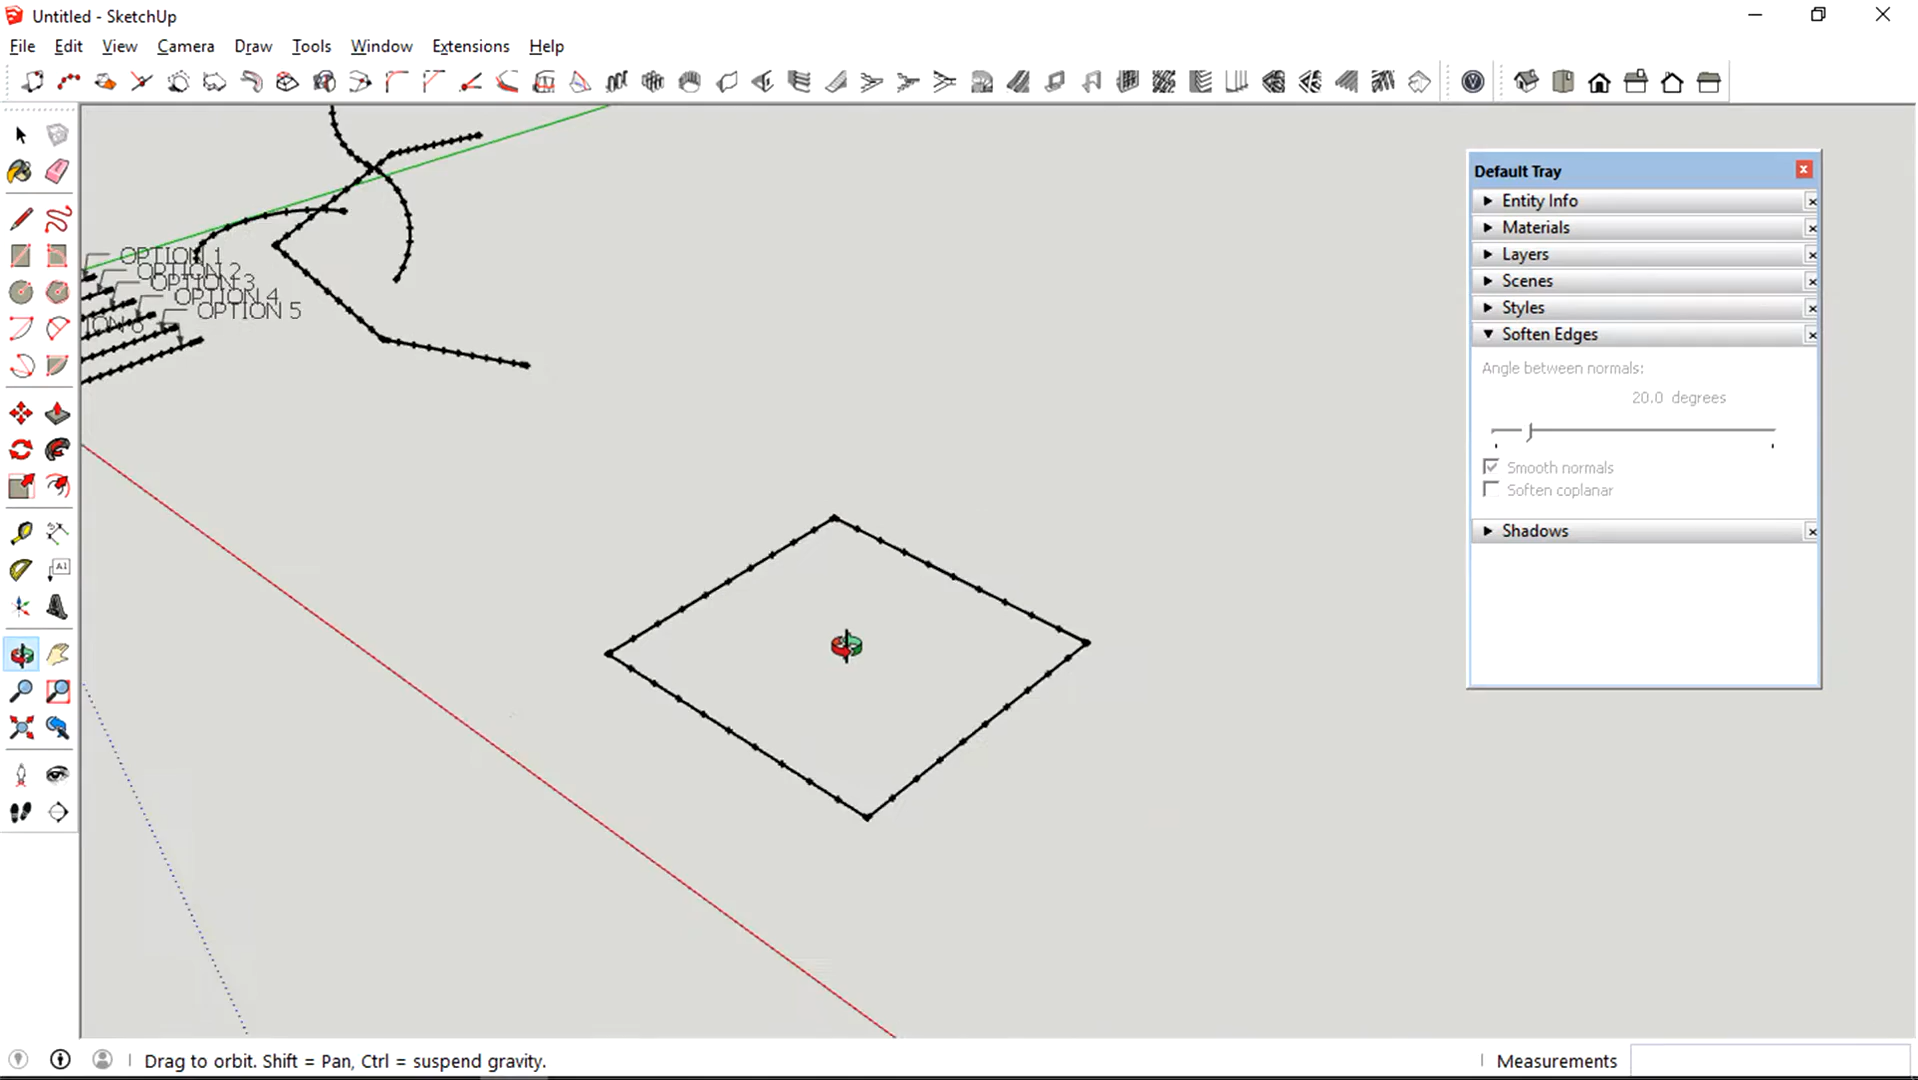 Untitled - SketchUp
File Edit View Camera Draw Tools Window Extensions Help
Default Tray
Entity Info
Materials
Layers
Scenes
Styles
Soften Edges
Angle between normals:
20.0 degrees
Smooth normals
Soften coplanar
Shadows
OPTION 1
OPTION 2
OPTION 3
OPTION 4
OPTION 5
A1
Drag to orbit. Shift = Pan, Ctrl = suspend gravity.
Measurements